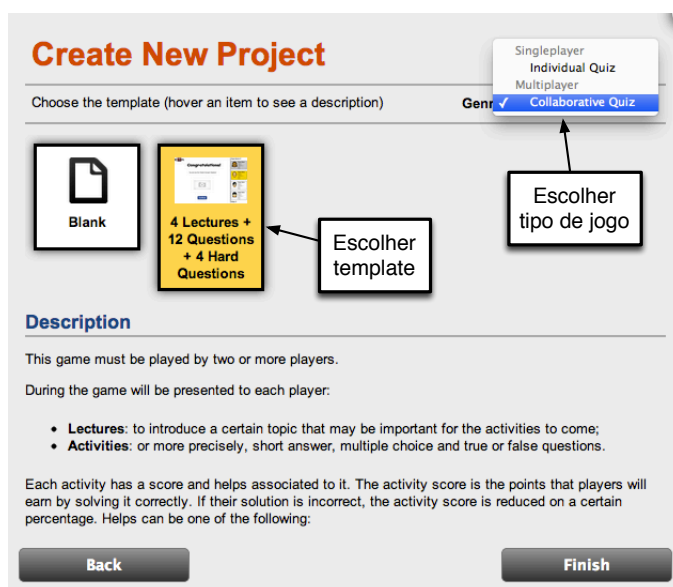 Create New Project
Singleplayer
Individual Quiz
Multiplayer
✓ Collaborative Quiz
Choose the template (hover an item to see a description)
Genr
Blank
4 Lectures +
12 Questions
+ 4 Hard
Questions
Escolher
template
Escolher
tipo de jogo
Description
This game must be played by two or more players.
During the game will be presented to each player:
• Lectures: to introduce a certain topic that may be important for the activities to come;
• Activities: or more precisely, short answer, multiple choice and true or false questions.
Each activity has a score and helps associated to it. The activity score is the points that players will
earn by solving it correctly. If their solution is incorrect, the activity score is reduced on a certain
percentage. Helps can be one of the following:
Back
Finish